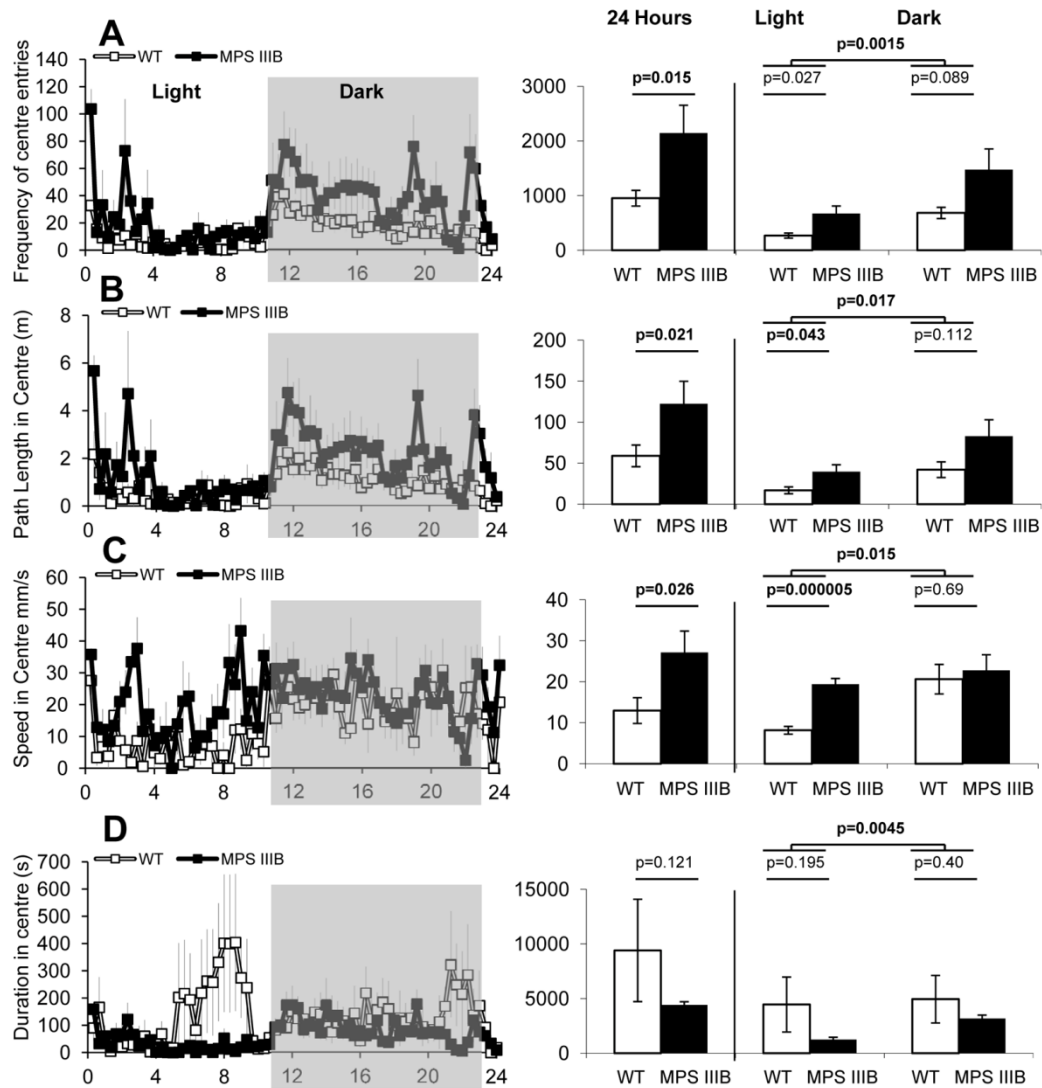 A
24 Hours Light Dark
WT MPS IIIB
Frequency of centre entries
140
120
100
80
60
40
20
0
Light Dark
0 4 8 12 16 20 24
p=0.0015
p=0.015 p=0.027 p=0.089
3000
2000
1000
0
WT MPS IIIB WT MPS IIIB WT MPS IIIB
B
WT MPS IIIB
Path Length in Centre (m)
8
6
4
2
0
0 4 8 12 16 20 24
p=0.017
p=0.021 p=0.043 p=0.112
200
150
100
50
0
WT MPS IIIB WT MPS IIIB WT MPS IIIB
C
WT MPS IIIB
Speed in Centre mm/s
60
50
40
30
20
10
0
0 4 8 12 16 20 24
p=0.015
p=0.026 p=0.000005 p=0.69
40
30
20
10
0
WT MPS IIIB WT MPS IIIB WT MPS IIIB
D
WT MPS IIIB
Duration in centre (s)
700
600
500
400
300
200
100
0
0 4 8 12 16 20 24
p=0.0045
p=0.121 p=0.195 p=0.40
15000
10000
5000
0
WT MPS IIIB WT MPS IIIB WT MPS IIIB